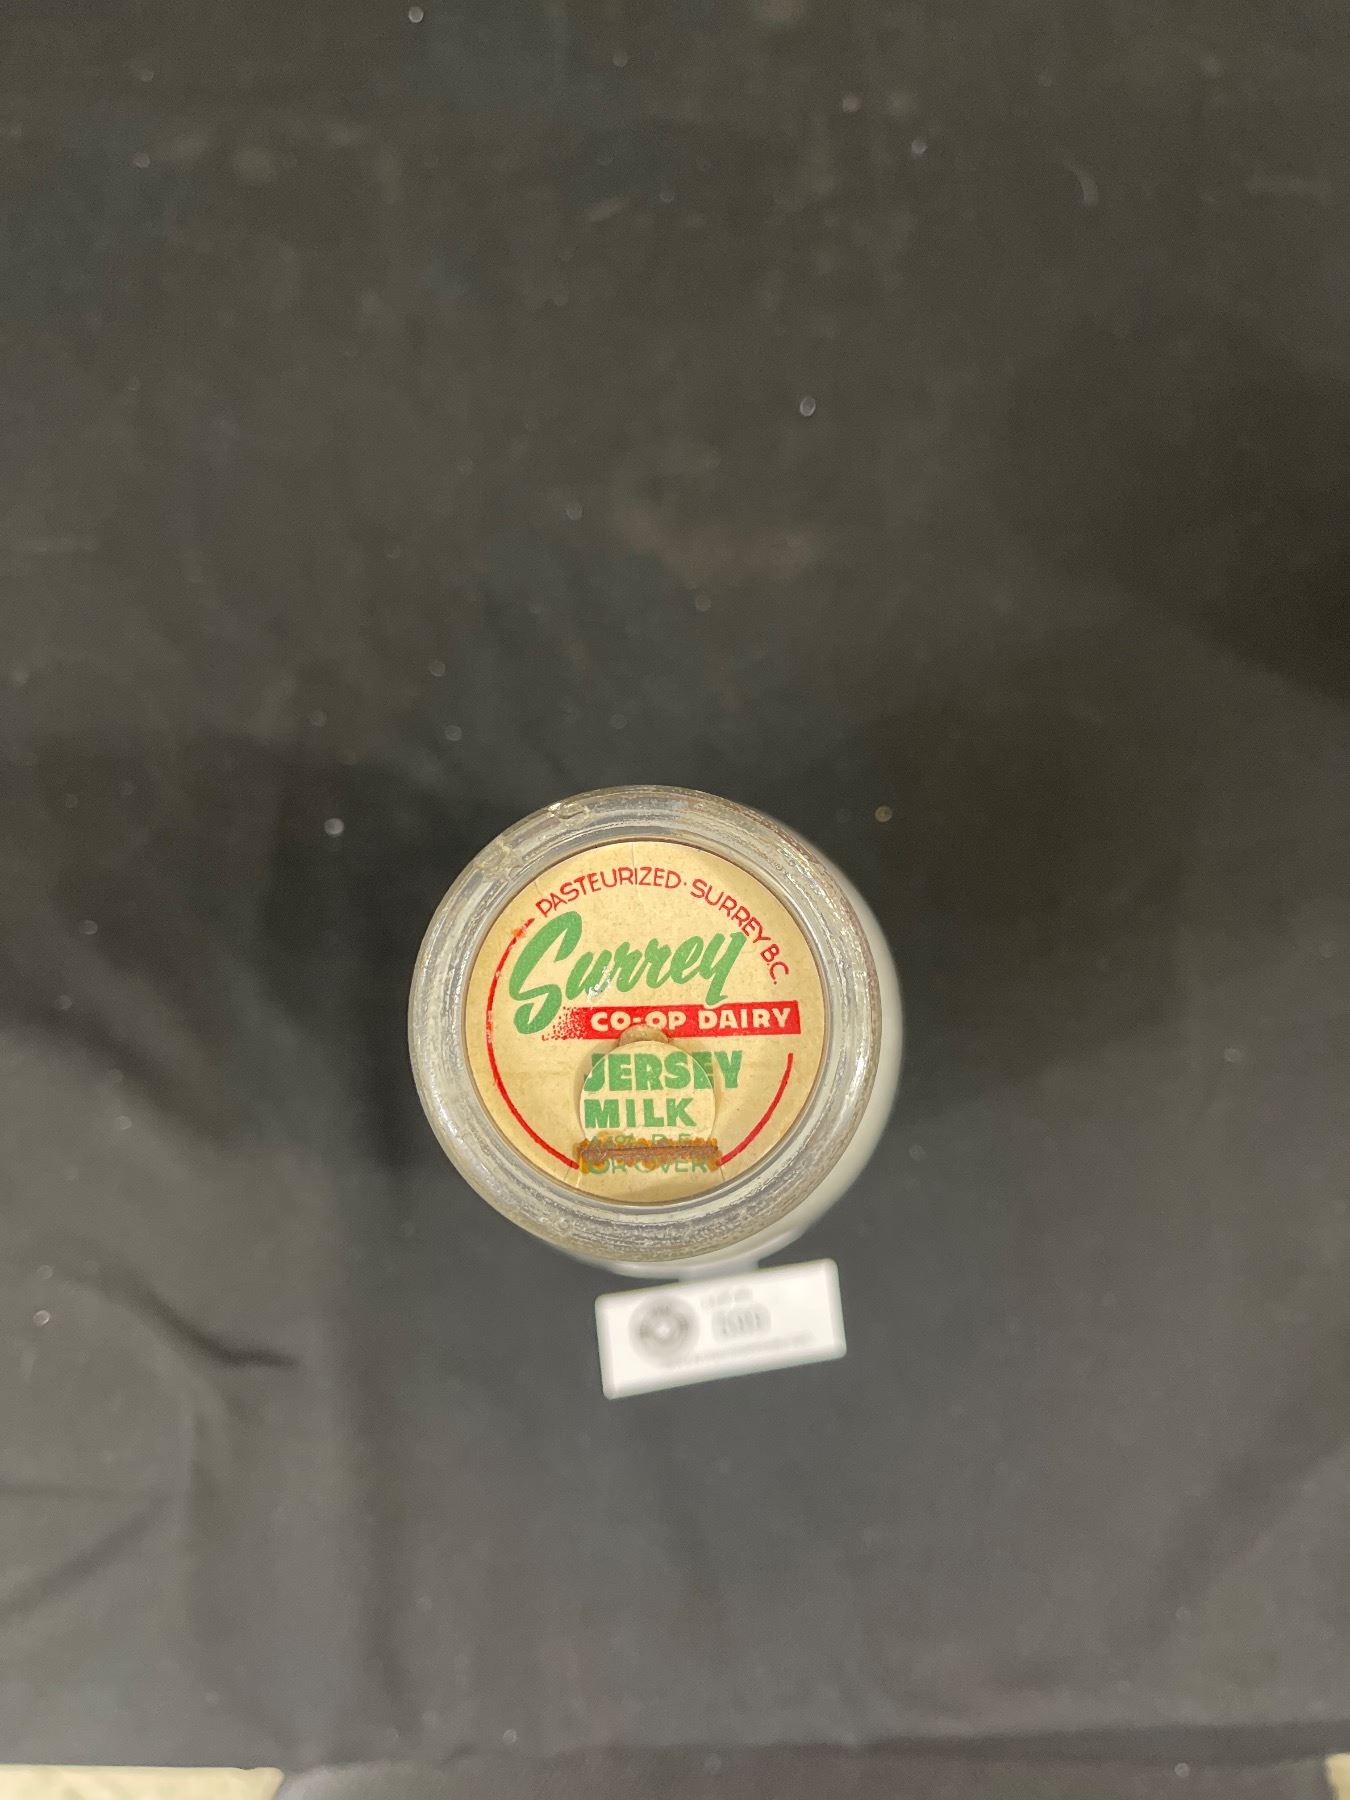 PASTEURIZED · SURREY B.C.
Surrey
CO-OP DAIRY
JERSEY
MILK
OR OVER